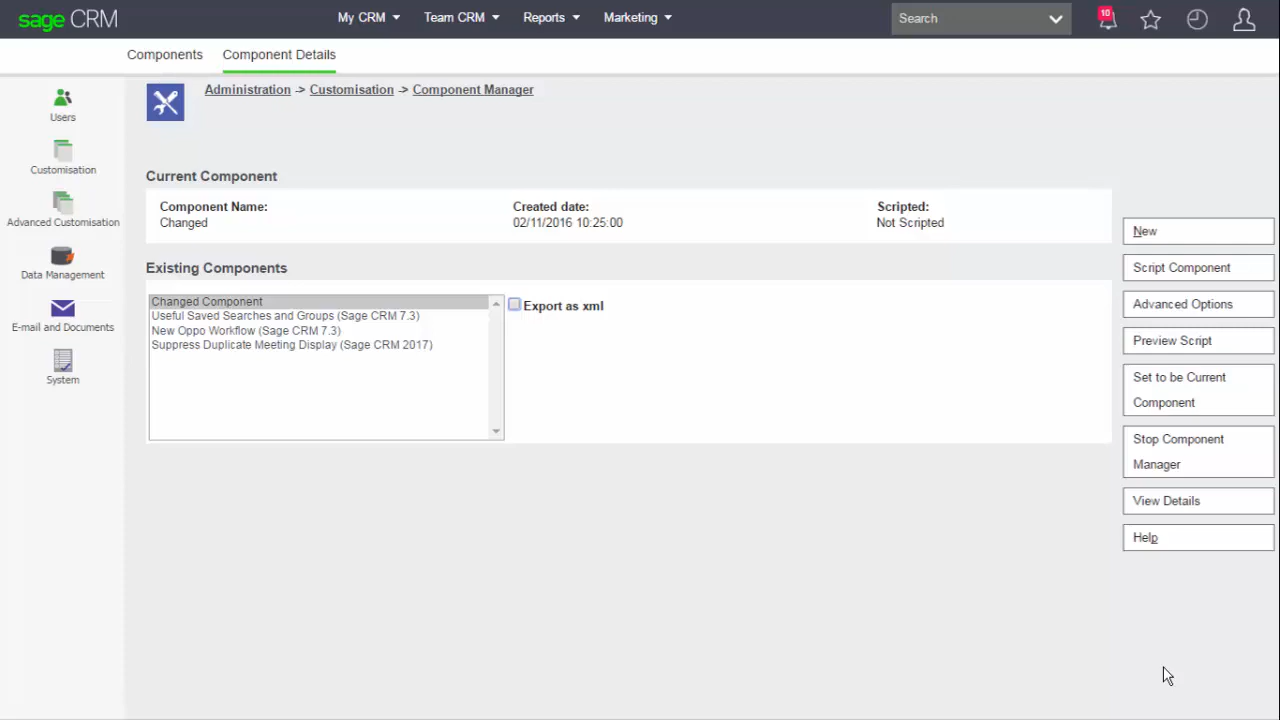 sage CRM
My CRM
Team CRM
Reports
Marketing
Search
10
Components
Component Details
Administration -> Customisation -> Component Manager
Users
Customisation
Advanced Customisation
Data Management
E-mail and Documents
System
Current Component
Component Name:
Changed
Created date:
02/11/2016 10:25:00
Scripted:
Not Scripted
Existing Components
Changed Component
Useful Saved Searches and Groups (Sage CRM 7.3)
New Oppo Workflow (Sage CRM 7.3)
Suppress Duplicate Meeting Display (Sage CRM 2017)
Export as xml
New
Script Component
Advanced Options
Preview Script
Set to be Current
Component
Stop Component
Manager
View Details
Help